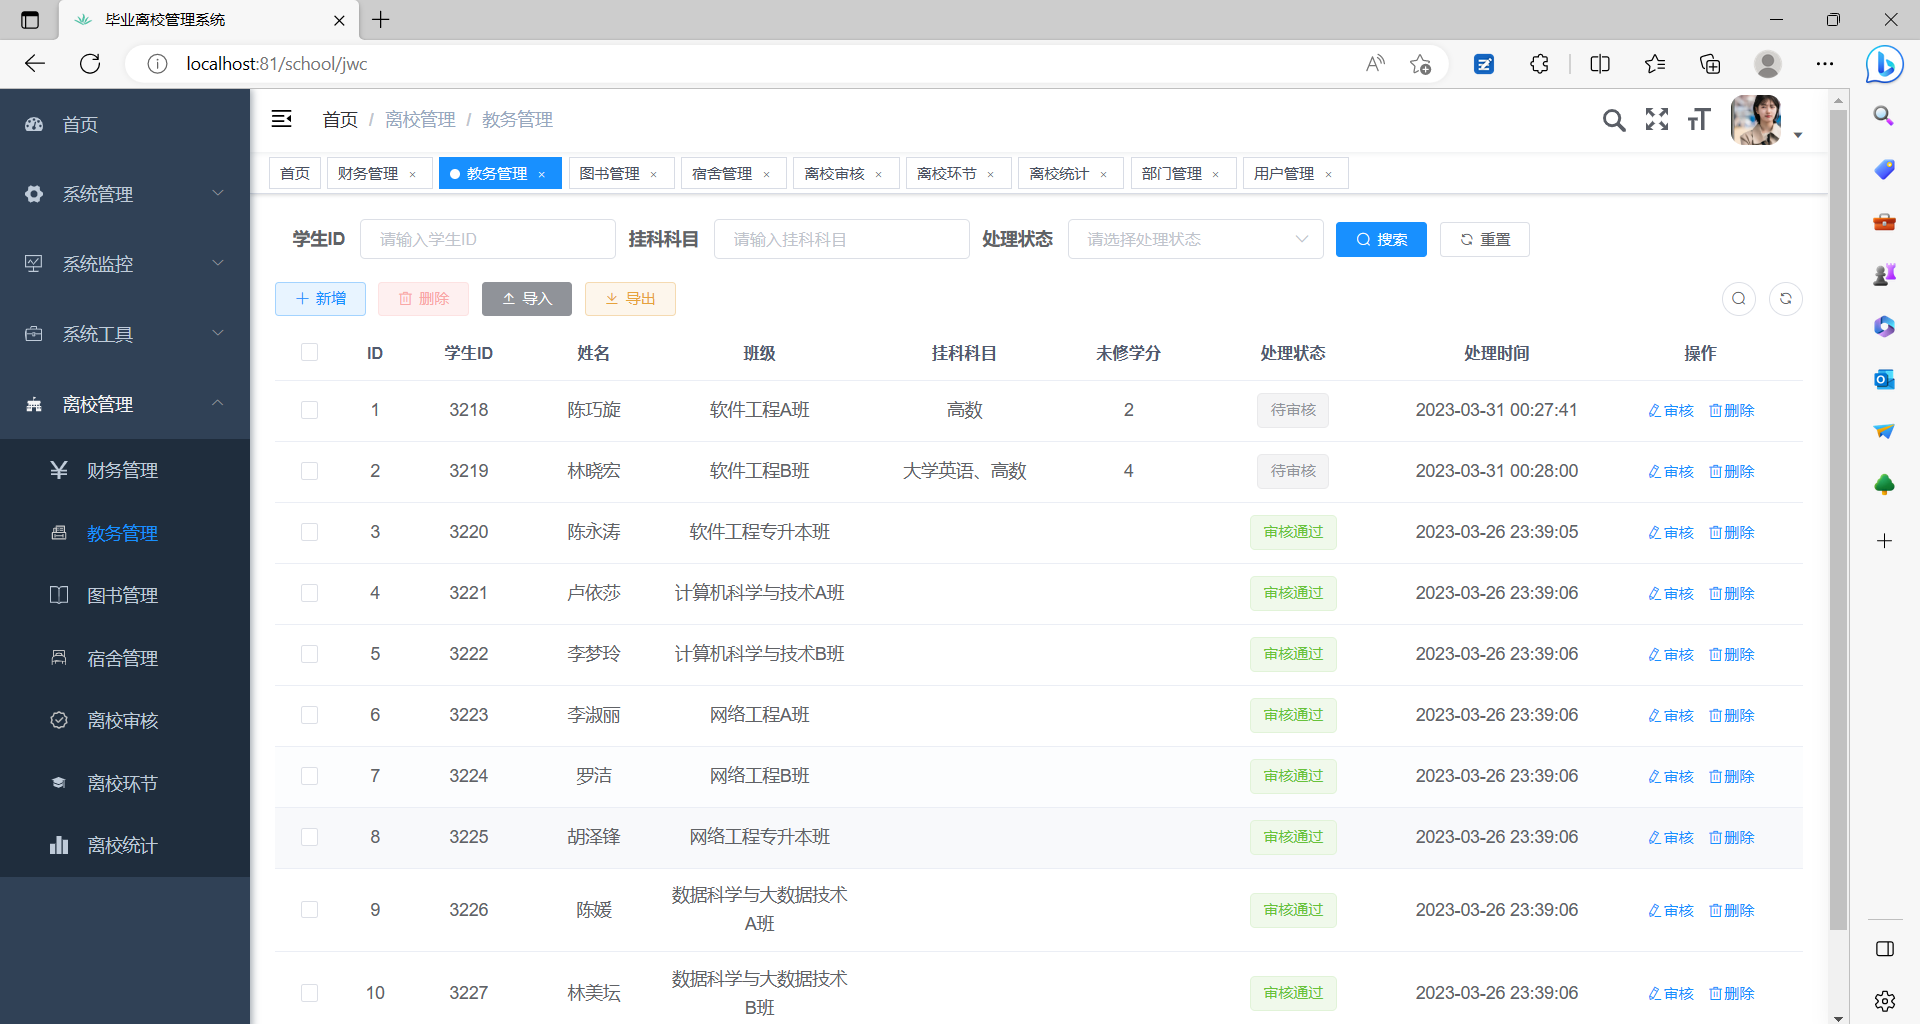 毕业离校管理系统
localhost:81/school/jwc
首页
系统管理
系统监控
系统工具
离校管理
财务管理
教务管理
图书管理
宿舍管理
离校审核
离校环节
离校统计
首页 / 离校管理 / 教务管理
首页 财务管理 × 教务管理 × 图书管理 × 宿舍管理 × 离校审核 × 离校环节 × 离校统计 × 部门管理 × 用户管理 ×
学生ID 请输入学生ID 挂科科目 请输入挂科科目 处理状态 请选择处理状态 搜索 重置
新增 删除 导入 导出
ID 学生ID 姓名 班级 挂科科目 未修学分 处理状态 处理时间 操作
1 3218 陈巧旋 软件工程A班 高数 2 待审核 2023-03-31 00:27:41 审核 删除
2 3219 林晓宏 软件工程B班 大学英语、高数 4 待审核 2023-03-31 00:28:00 审核 删除
3 3220 陈永涛 软件工程专升本班 审核通过 2023-03-26 23:39:05 审核 删除
4 3221 卢依莎 计算机科学与技术A班 审核通过 2023-03-26 23:39:06 审核 删除
5 3222 李梦玲 计算机科学与技术B班 审核通过 2023-03-26 23:39:06 审核 删除
6 3223 李淑丽 网络工程A班 审核通过 2023-03-26 23:39:06 审核 删除
7 3224 罗洁 网络工程B班 审核通过 2023-03-26 23:39:06 审核 删除
8 3225 胡泽锋 网络工程专升本班 审核通过 2023-03-26 23:39:06 审核 删除
9 3226 陈媛 数据科学与大数据技术
A班 审核通过 2023-03-26 23:39:06 审核 删除
10 3227 林美坛 数据科学与大数据技术
B班 审核通过 2023-03-26 23:39:06 审核 删除